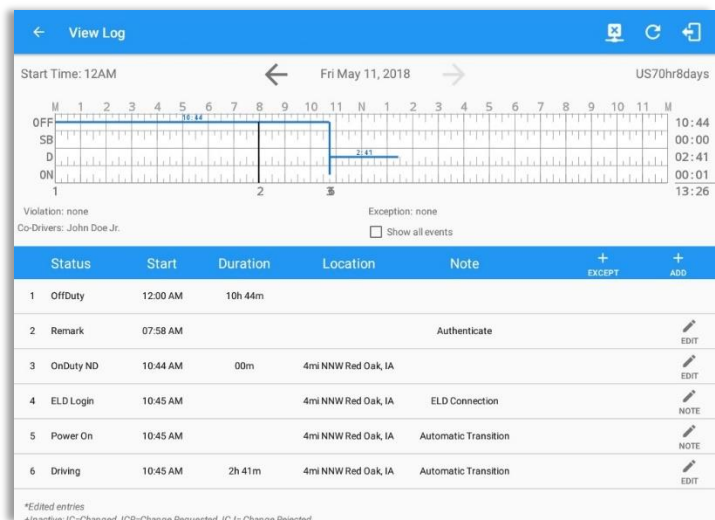 View Log
Start Time: 12AM Fri May 11, 2018 US70hr8days
M 1 2 3 4 5 6 7 8 9 10 11 N 1 2 3 4 5 6 7 8 9 10 11 M
OFF 10:44 10:44
SB 00:00
D 2:41 02:41
ON 00:01
1 2 13:26
Violation: none Exception: none
Co-Drivers: John Doe Jr. Show all events
Status Start Duration Location Note + EXCEPT + ADD
1 OffDuty 12:00 AM 10h 44m
2 Remark 07:58 AM Authenticate EDIT
3 OnDuty ND 10:44 AM 00m 4mi NNW Red Oak, IA EDIT
4 ELD Login 10:45 AM 4mi NNW Red Oak, IA ELD Connection NOTE
5 Power On 10:45 AM 4mi NNW Red Oak, IA Automatic Transition NOTE
6 Driving 10:45 AM 2h 41m 4mi NNW Red Oak, IA Automatic Transition EDIT
*Edited entries